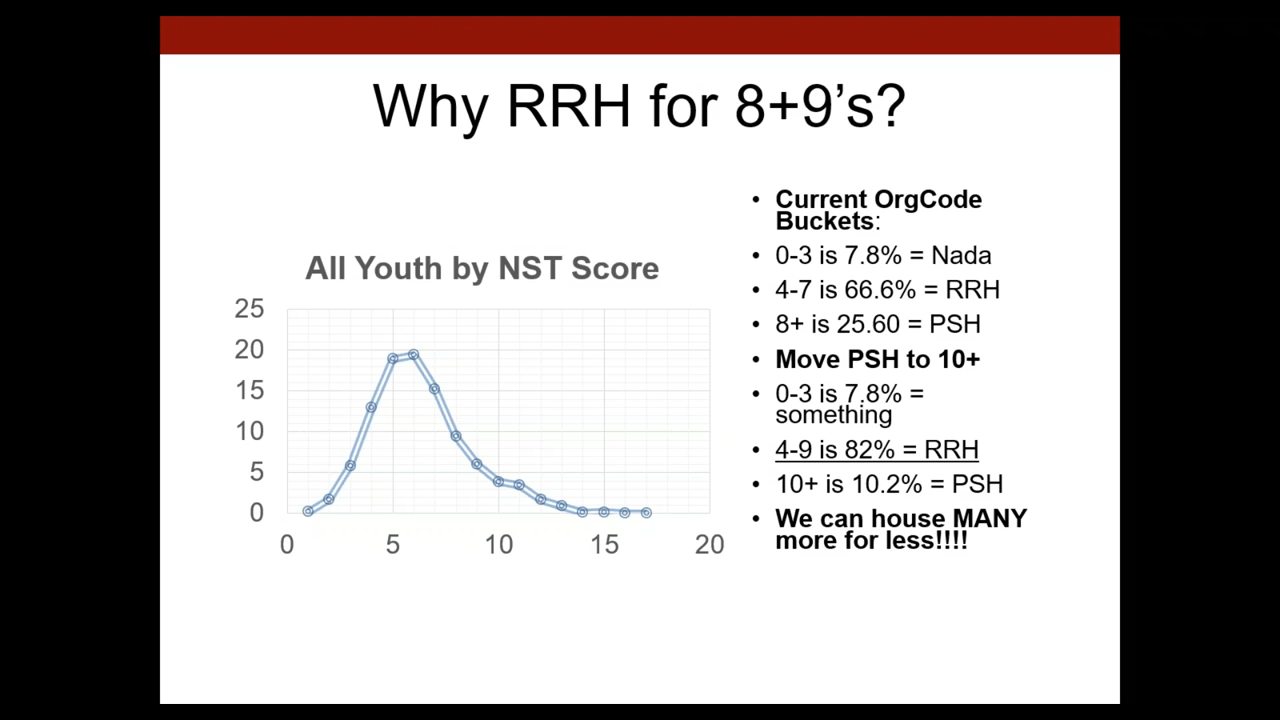 Why RRH for 8+9’s?
All Youth by NST Score
25
20
15
10
5
0
0 5 10 15 20
• Current OrgCode
Buckets:
• 0-3 is 7.8% = Nada
• 4-7 is 66.6% = RRH
• 8+ is 25.60 = PSH
• Move PSH to 10+
• 0-3 is 7.8% =
something
• 4-9 is 82% = RRH
• 10+ is 10.2% = PSH
• We can house MANY
more for less!!!!